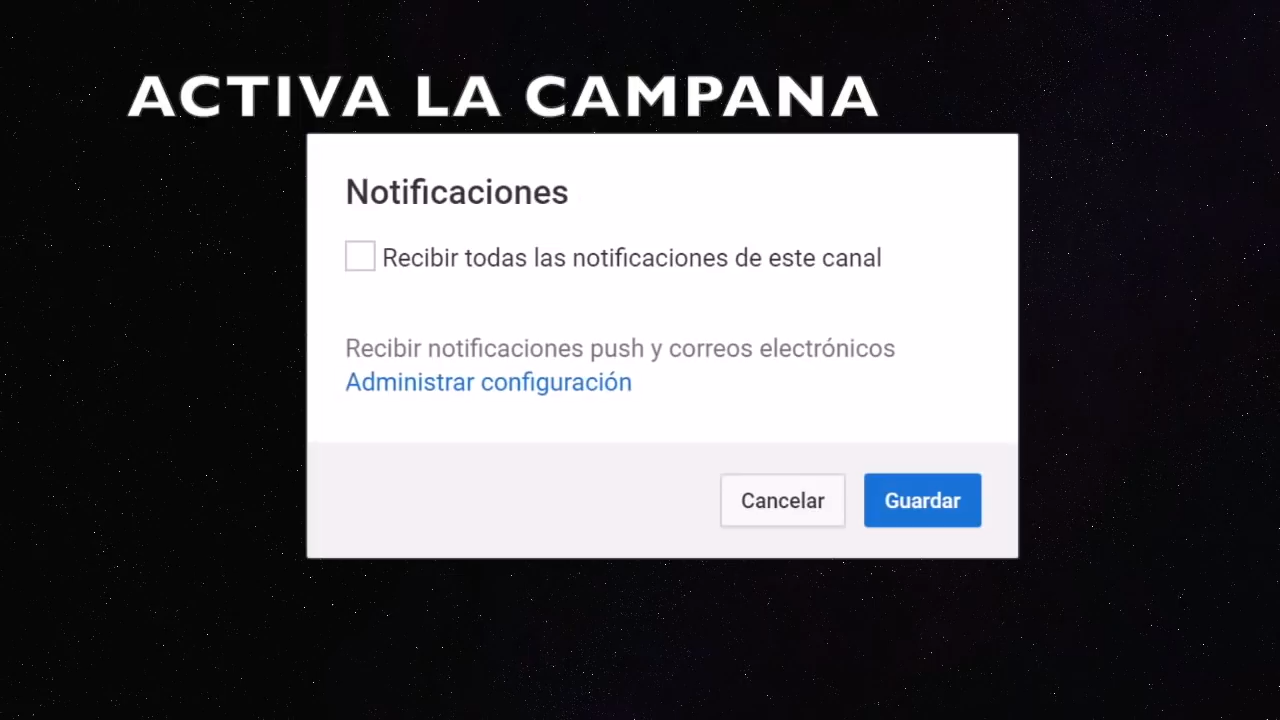 ACTIVA LA CAMPANA
Notificaciones
Recibir todas las notificaciones de este canal
Recibir notificaciones push y correos electrónicos
Administrar configuración
Cancelar
Guardar